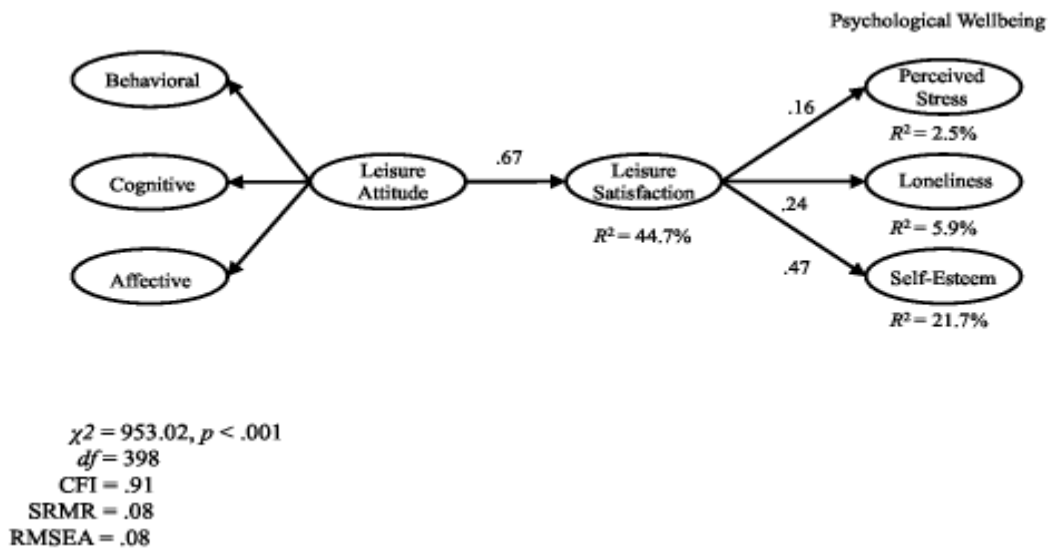 Psychological Wellbeing
Behavioral
Perceived
Stress
.16
R² = 2.5%
.67
Cognitive
Leisure
Attitude
Leisure
Satisfaction
Loneliness
.24
R² = 44.7%
R² = 5.9%
.47
Affective
Self-Esteem
R² = 21.7%
χ2 = 953.02, p < .001
df = 398
CFI = .91
SRMR = .08
RMSEA = .08